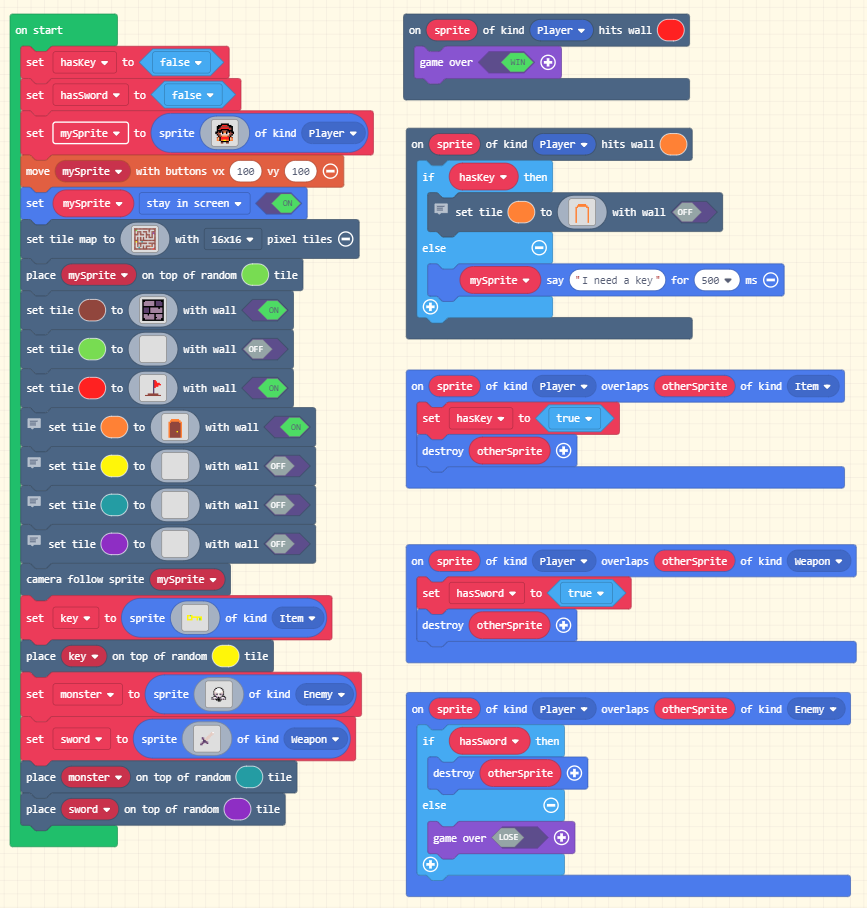 on start
set hasKey to false
set hasSword to false
set mySprite to sprite of kind Player
move mySprite with buttons vx 100 vy 100
set mySprite stay in screen ON
set tile map to with 16x16 pixel tiles
place mySprite on top of random tile
set tile to with wall ON
set tile to with wall OFF
set tile to with wall ON
set tile to with wall ON
set tile to with wall OFF
set tile to with wall OFF
set tile to with wall OFF
camera follow sprite mySprite
set key to sprite of kind Item
place key on top of random tile
set monster to sprite of kind Enemy
set sword to sprite of kind Weapon
place monster on top of random tile
place sword on top of random tile
on sprite of kind Player hits wall
game over WIN
on sprite of kind Player hits wall
if hasKey then
set tile to with wall OFF
else
mySprite say "I need a key" for 500 ms
on sprite of kind Player overlaps otherSprite of kind Item
set hasKey to true
destroy otherSprite
on sprite of kind Player overlaps otherSprite of kind Weapon
set hasSword to true
destroy otherSprite
on sprite of kind Player overlaps otherSprite of kind Enemy
if hasSword then
destroy otherSprite
else
game over LOSE